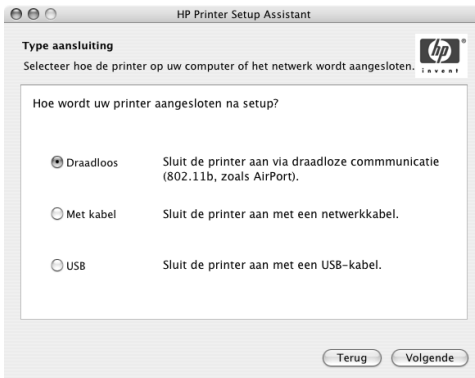 HP Printer Setup Assistant
Type aansluiting
Selecteer hoe de printer op uw computer of het netwerk wordt aangesloten.
hp
invent
Hoe wordt uw printer aangesloten na setup?
Draadloos
Sluit de printer aan via draadloze commmunicatie
(802.11b, zoals AirPort).
Met kabel
Sluit de printer aan met een netwerkkabel.
USB
Sluit de printer aan met een USB-kabel.
Terug
Volgende